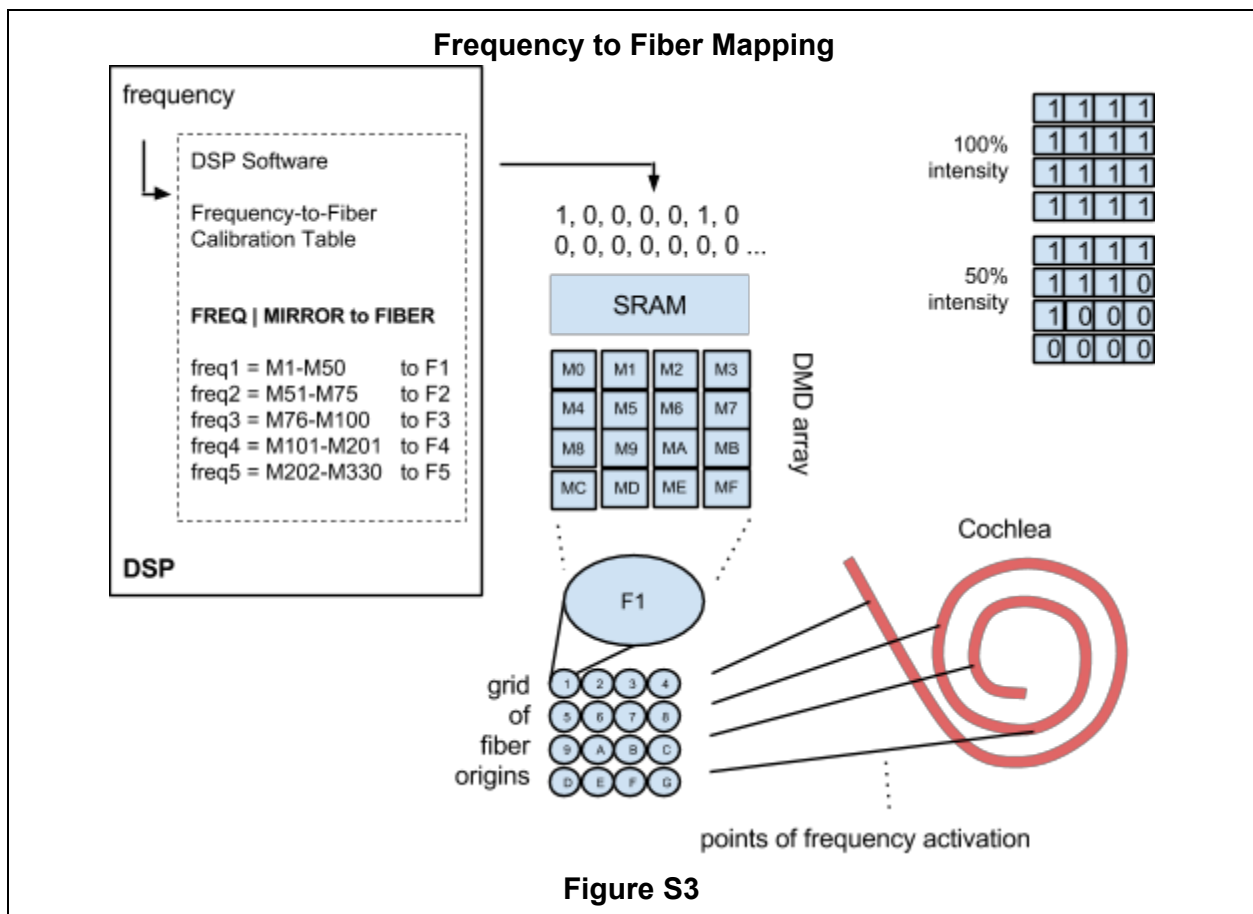 Frequency to Fiber Mapping
frequency
DSP Software
Frequency-to-Fiber
Calibration Table
FREQ | MIRROR to FIBER
freq1 = M1-M50 to F1
freq2 = M51-M75 to F2
freq3 = M76-M100 to F3
freq4 = M101-M201 to F4
freq5 = M202-M330 to F5
DSP
1, 0, 0, 0, 0, 1, 0
0, 0, 0, 0, 0, 0, 0 ...
SRAM
M0 M1 M2 M3
M4 M5 M6 M7
M8 M9 MA MB
MC MD ME MF
DMD array
F1
grid
of
fiber
origins
1 2 3 4
5 6 7 8
9 A B C
D E F G
100%
intensity
1 1 1 1
1 1 1 1
1 1 1 1
1 1 1 1
50%
intensity
1 1 1 1
1 1 1 0
1 0 0 0
0 0 0 0
Cochlea
points of frequency activation
Figure S3